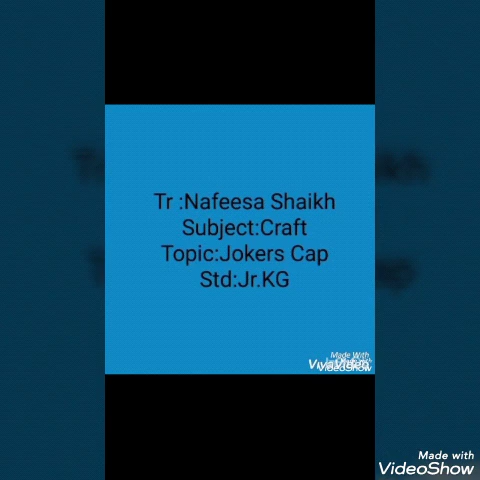 Tr :Nafeesa Shaikh
Subject:Craft
Topic:Jokers Cap
Std:Jr.KG
Made With
VideoShow
Made with
VideoShow